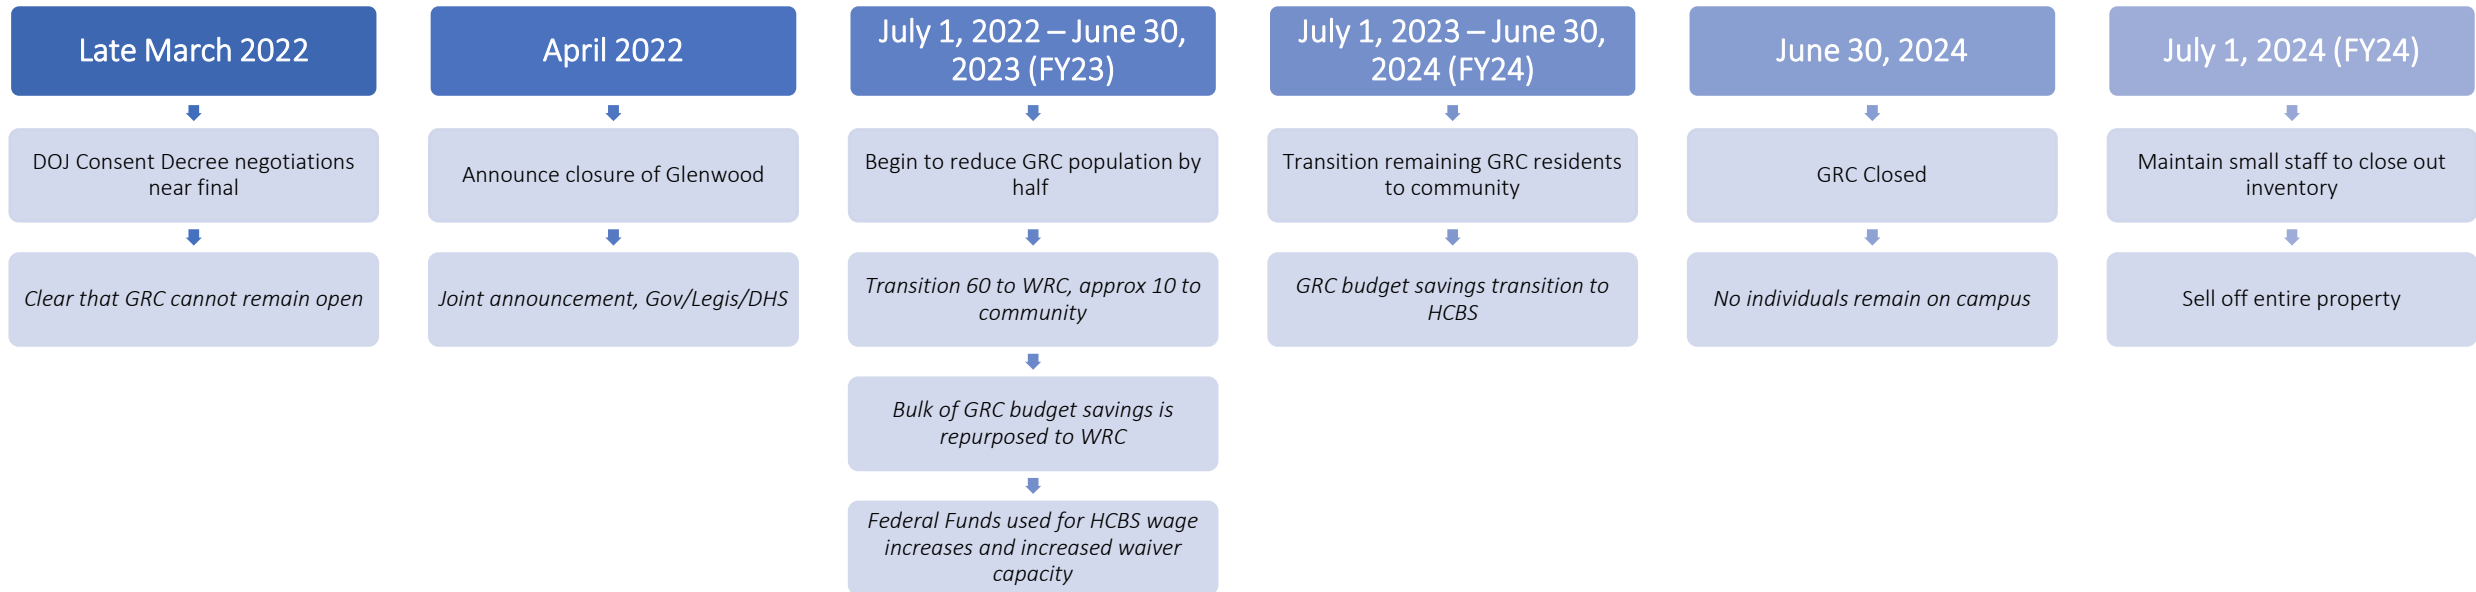 Late March 2022
DOJ Consent Decree negotiations
near final
Clear that GRC cannot remain open
April 2022
Announce closure of Glenwood
Joint announcement, Gov/Legis/DHS
July 1, 2022 – June 30,
2023 (FY23)
Begin to reduce GRC population by
half
Transition 60 to WRC, approx 10 to
community
Bulk of GRC budget savings is
repurposed to WRC
Federal Funds used for HCBS wage
increases and increased waiver
capacity
July 1, 2023 – June 30,
2024 (FY24)
Transition remaining GRC residents
to community
GRC budget savings transition to
HCBS
June 30, 2024
GRC Closed
No individuals remain on campus
July 1, 2024 (FY24)
Maintain small staff to close out
inventory
Sell off entire property